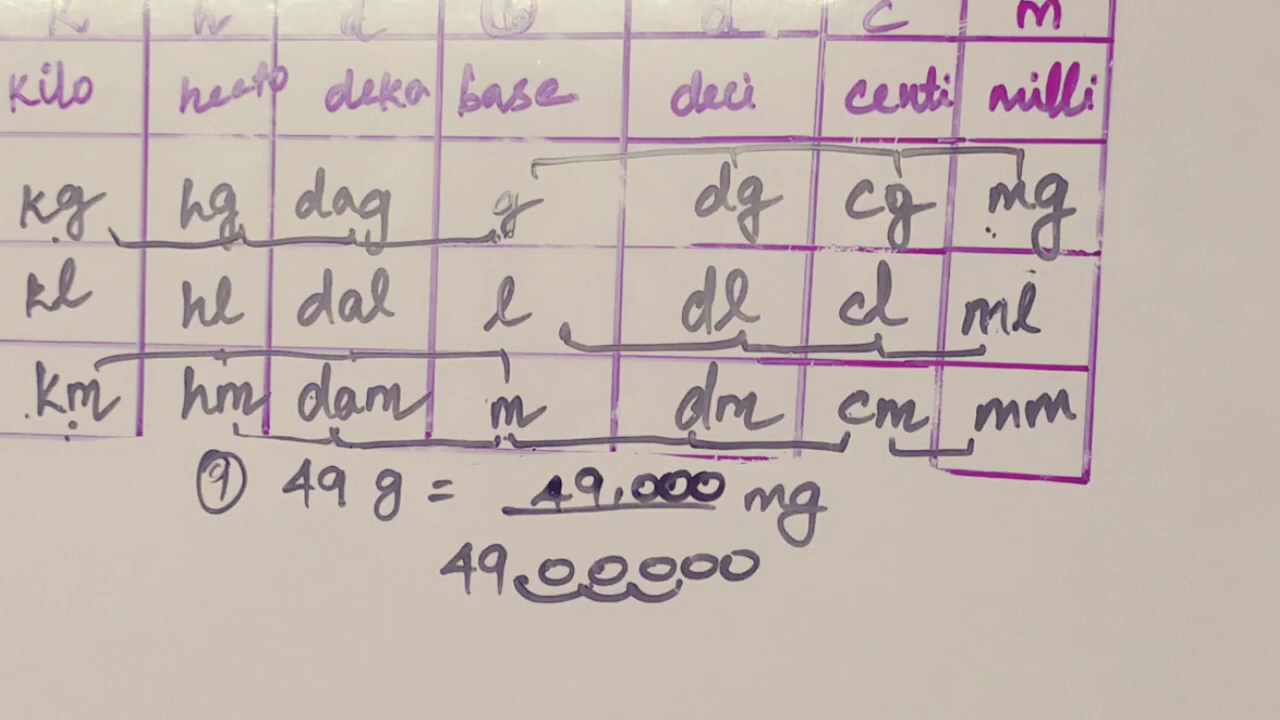 K h d b d c m
Kilo hecto deka base deci centi milli
kg hg dag g dg cg mg
kl hl dal l dl cl ml
km hm dam m dm cm mm
9 49 g = 49,000 mg
49.00000